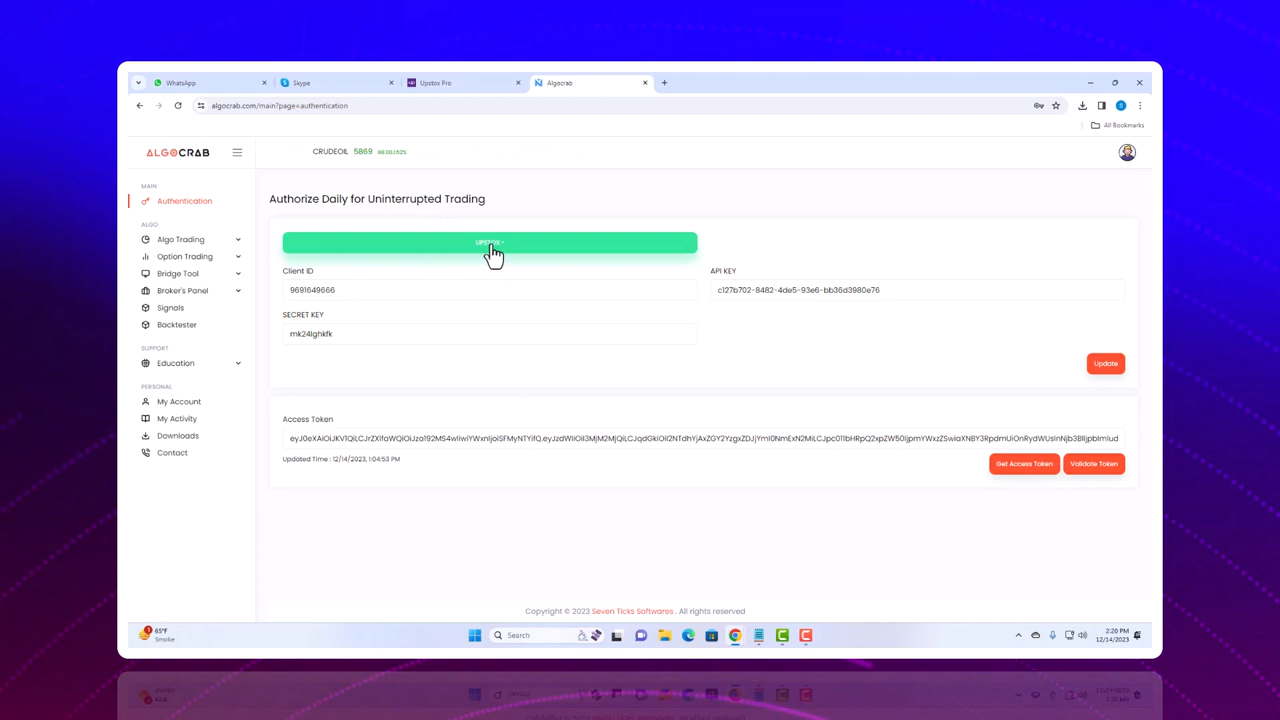 WhatsApp
Skype
Upstox Pro
Algocrab
algocrab.com/main?page=authentication
All Bookmarks
ALGOCRAB
CRUDEOIL 5869
MAIN
Authentication
Authorize Daily for Uninterrupted Trading
UPSTOX
ALGO
Algo Trading
Option Trading
Bridge Tool
Broker's Panel
Signals
Backtester
Client ID
API KEY
9691649666
c127b702-8482-4de5-93e6-bb36d3980e76
SECRET KEY
mk24lghkfk
Update
SUPPORT
Education
PERSONAL
My Account
My Activity
Downloads
Contact
Access Token
Updated Time : 12/14/2023, 1:04:53 PM
Get Access Token
Validate Token
Copyright © 2023 Seven Ticks Softwares . All rights reserved
65°F
Smoke
Search
2:20 PM
12/14/2023